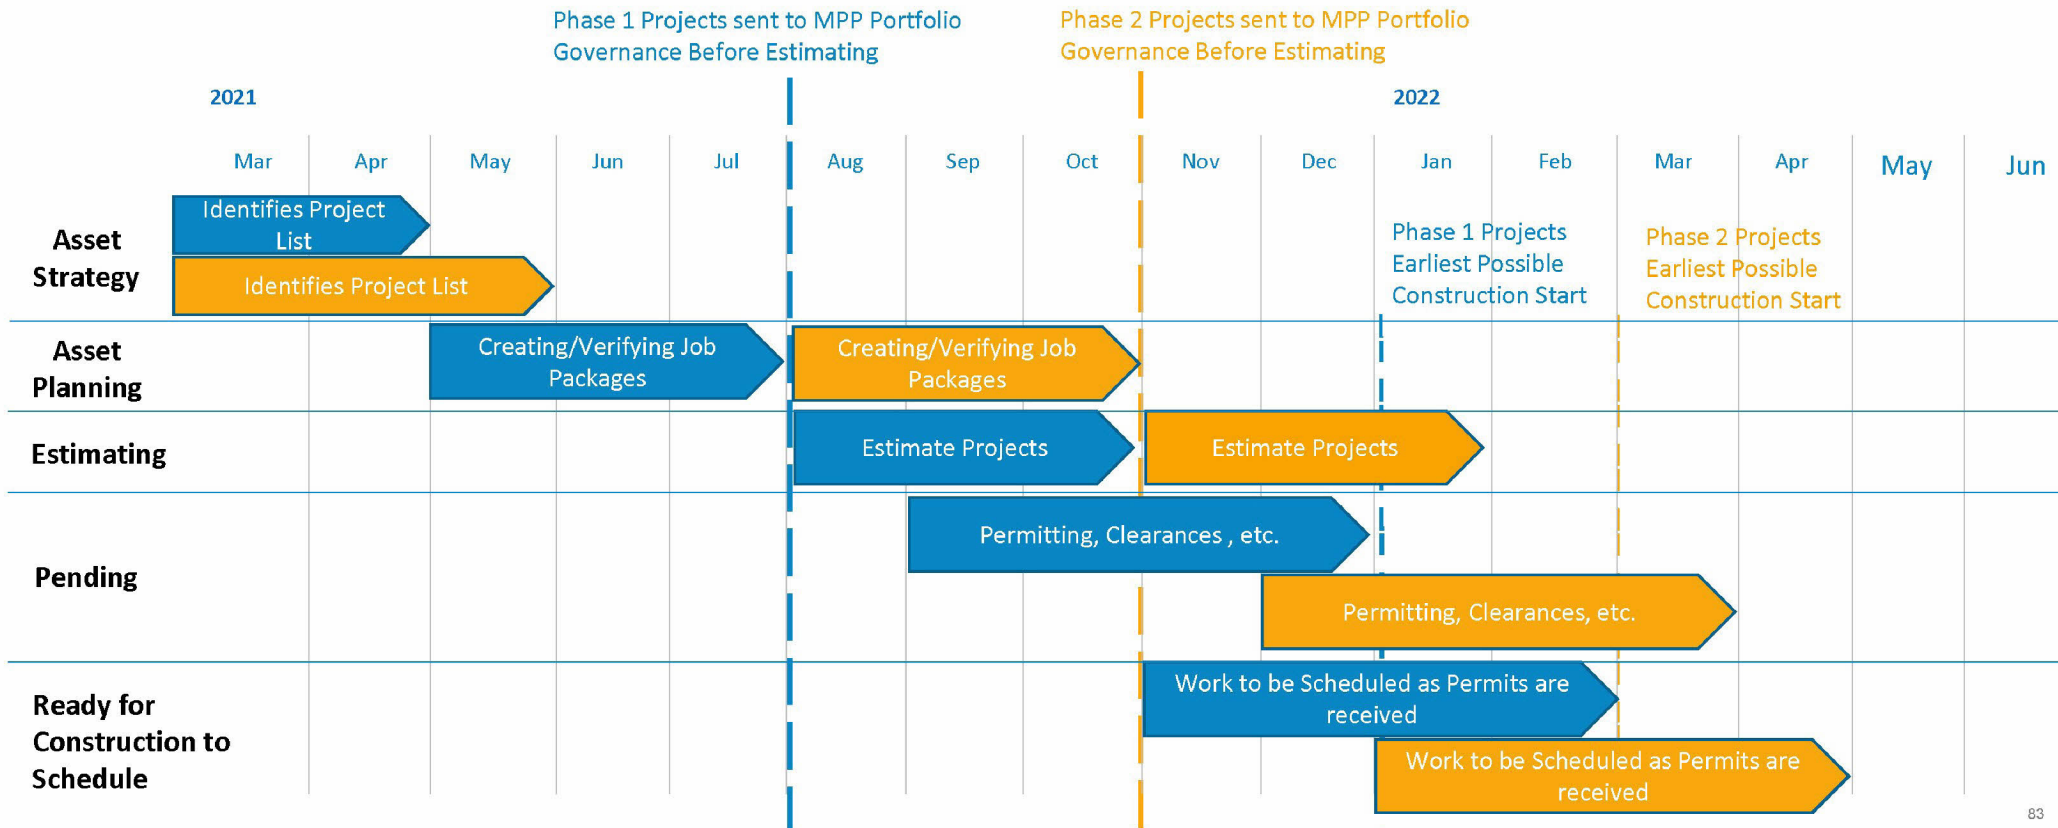 Phase 1 Projects sent to MPP Portfolio
Governance Before Estimating
Phase 2 Projects sent to MPP Portfolio
Governance Before Estimating
2021
2022
Mar
Apr
May
Jun
Jul
Aug
Sep
Oct
Nov
Dec
Jan
Feb
Mar
Apr
May
Jun
Asset
Strategy
Identifies Project
List
Identifies Project List
Phase 1 Projects
Earliest Possible
Construction Start
Phase 2 Projects
Earliest Possible
Construction Start
Asset
Planning
Creating/Verifying Job
Packages
Creating/Verifying Job
Packages
Estimating
Estimate Projects
Estimate Projects
Pending
Permitting, Clearances , etc.
Permitting, Clearances, etc.
Ready for
Construction to
Schedule
Work to be Scheduled as Permits are
received
Work to be Scheduled as Permits are
received
83